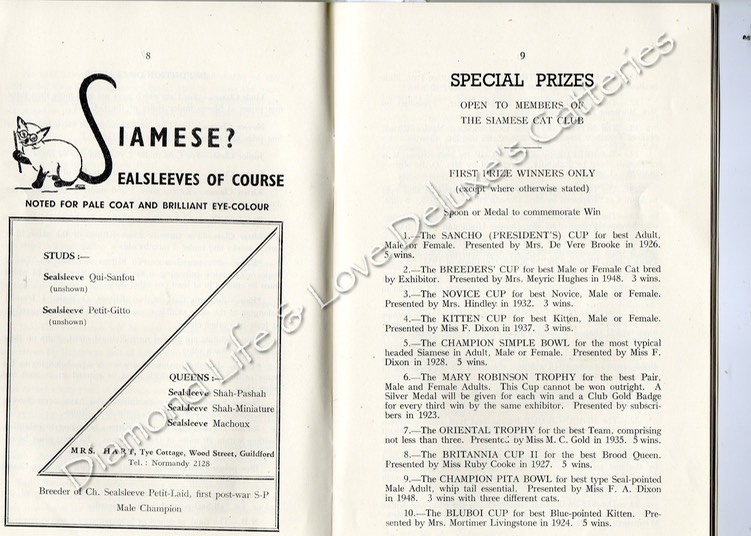 8
SIAMESE?
SEALSLEEVES OF COURSE
NOTED FOR PALE COAT AND BRILLIANT EYE-COLOUR
STUDS :—
Sealsleeve Qui-Sanfou
(unshown)
Sealsleeve Petit-Gitto
(unshown)
QUEENS :—
Sealsleeve Shah-Pashah
Sealsleeve Shah-Miniature
Sealsleeve Machoux
MRS. HART, Tye Cottage, Wood Street, Guildford
Tel. : Normandy 2128
Breeder of Ch. Sealsleeve Petit-Laid, first post-war S-P
Male Champion
9
SPECIAL PRIZES
OPEN TO MEMBERS OF
THE SIAMESE CAT CLUB
FIRST PRIZE WINNERS ONLY
(except where otherwise stated)
Spoon or Medal to commemorate Win
1.—The SANCHO (PRESIDENT'S) CUP for best Adult,
Male or Female. Presented by Mrs. De Vere Brooke in 1926.
5 wins.
2.—The BREEDERS' CUP for best Male or Female Cat bred
by Exhibitor. Presented by Mrs. Meyric Hughes in 1948. 3 wins.
3.—The NOVICE CUP for best Novice, Male or Female.
Presented by Mrs. Hindley in 1932. 3 wins.
4.—The KITTEN CUP for best Kitten, Male or Female.
Presented by Miss F. Dixon in 1937. 3 wins.
5.—The CHAMPION SIMPLE BOWL for the most typical
headed Siamese in Adult, Male or Female. Presented by Miss F.
Dixon in 1928. 5 wins.
6.—The MARY ROBINSON TROPHY for the best Pair,
Male and Female Adults. This Cup cannot be won outright. A
Silver Medal will be given for each win and a Club Gold Badge
for every third win by the same exhibitor. Presented by subscri-
bers in 1923.
7.—The ORIENTAL TROPHY for the best Team, comprising
not less than three. Presented by Miss M. C. Gold in 1935. 5 wins.
8.—The BRITANNIA CUP II for the best Brood Queen.
Presented by Miss Ruby Cooke in 1927. 5 wins.
9.—The CHAMPION PITA BOWL for best type Seal-pointed
Male Adult, whip tail essential. Presented by Miss F. A. Dixon
in 1948. 3 wins with three different cats.
10.—The BLUBOI CUP for best Blue-pointed Kitten. Pre-
sented by Mrs. Mortimer Livingstone in 1924. 5 wins.
Diamond Life & Love Deluxe's Catteries